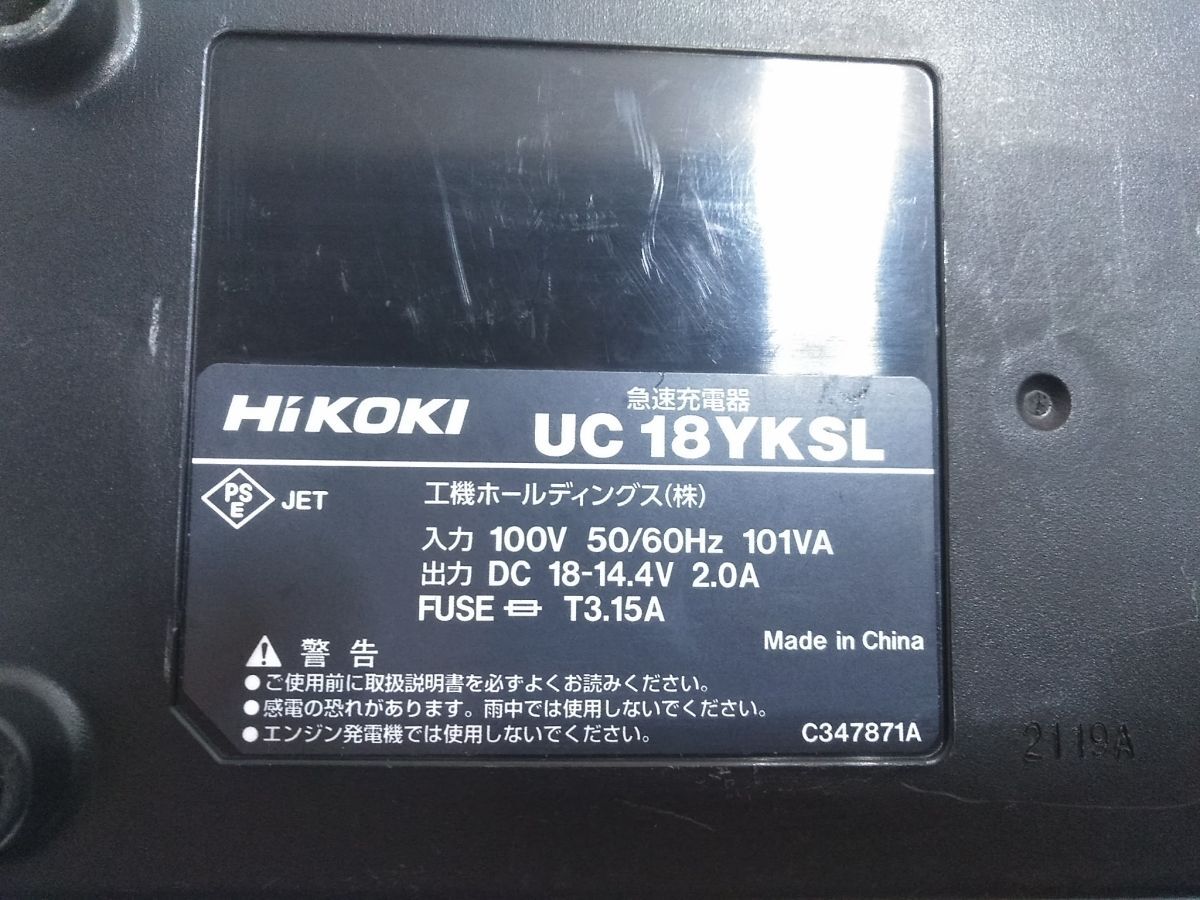 HiKOKI
急速充電器
UC 18YKSL
PSE JET
工機ホールディングス(株)
入力 100V 50/60Hz 101VA
出力 DC 18-14.4V 2.0A
FUSE T3.15A
Made in China
警告
●ご使用前に取扱説明書を必ずよくお読みください。
●感電の恐れがあります。雨中では使用しないでください。
●エンジン発電機では使用しないでください。
C347871A
2119A